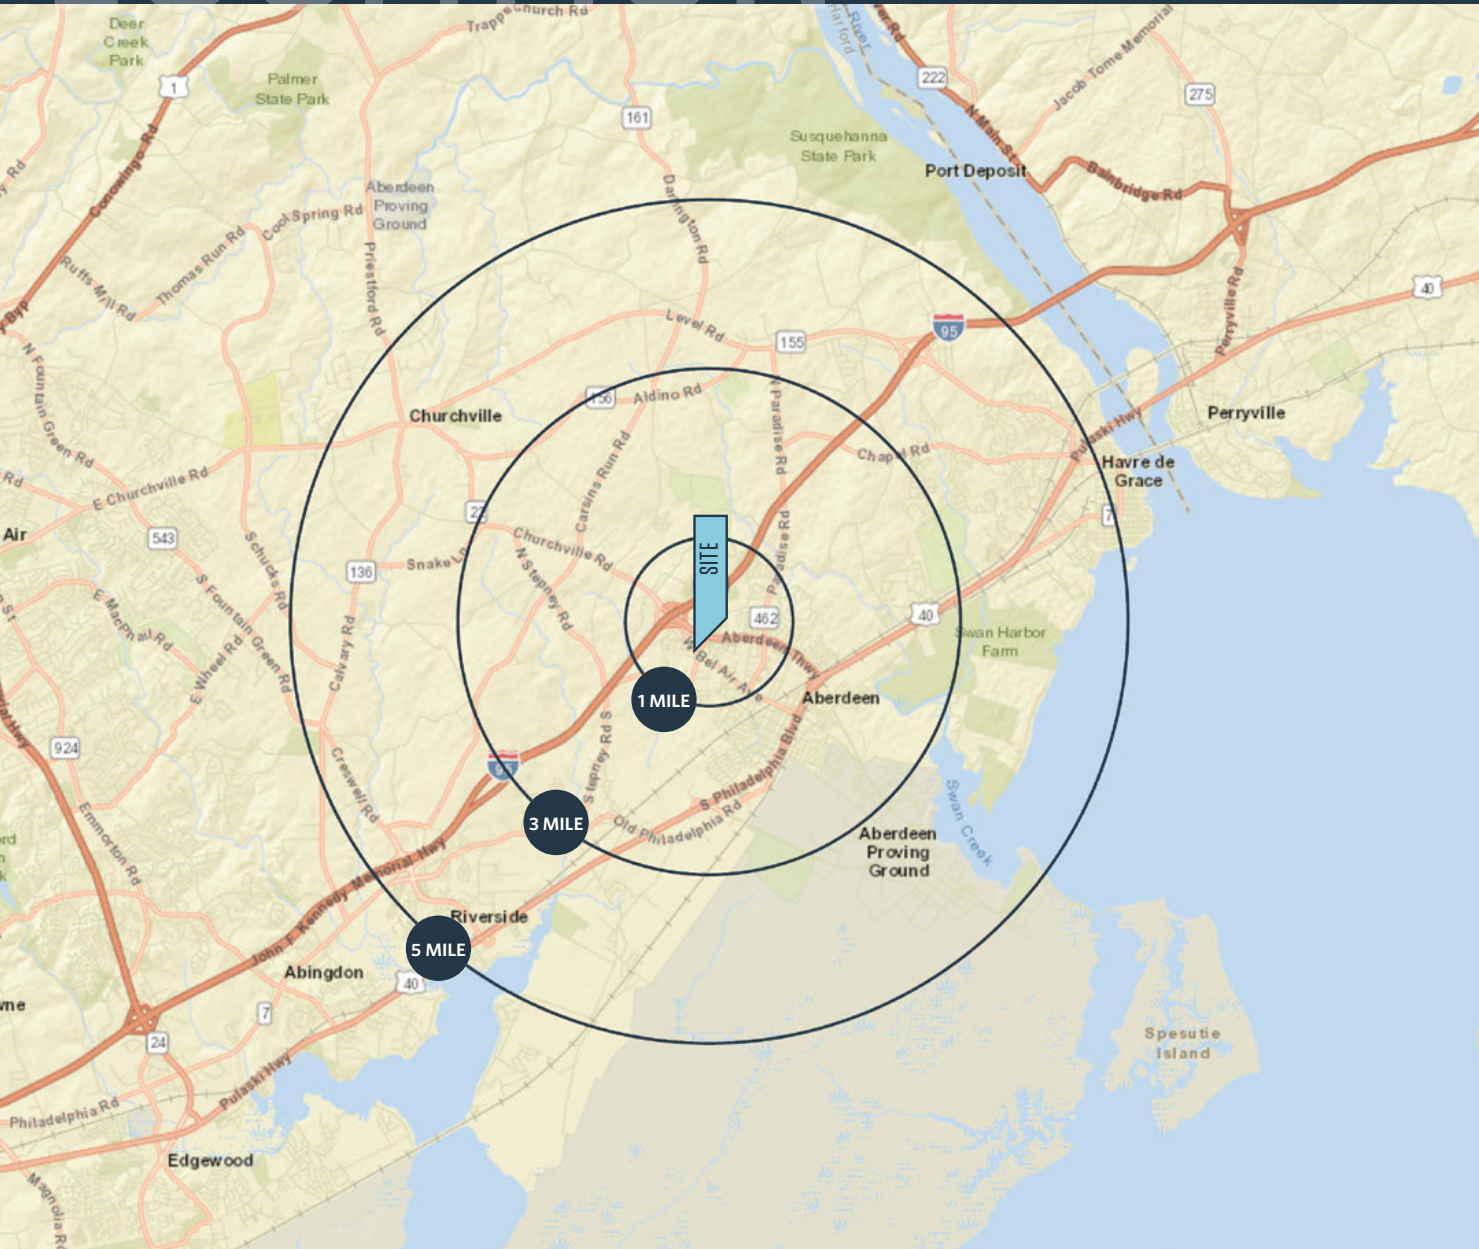 Deer
Creek
Park
1
Palmer
State Park
Trappe
Church Rd
161
River
Harford
222
Jacob Tome Memorial
275
Susquehanna
State Park
N Main St
Port Deposit
Bainbridge Rd
Conowingo Rd
Aberdeen
Proving
Ground
Cool Spring Rd
Thomas Run Rd
Ruffs Mill Rd
Priestford Rd
Darlington Rd
Perryville Rd
40
Byp
Level Rd
155
95
N Fountain Green Rd
156
Aldino Rd
N Paradise Rd
Churchville
Pulaski Hwy
Perryville
Chapel Rd
Carsins Run Rd
Havre de
Grace
Rd
E Churchville Rd
22
7
Air
543
Schucks Rd
136
Snake Ln
Churchville Rd
N Stepney Rd
SITE
Paradise Rd
462
40
Swan Harbor
Farm
E MacPhail Rd
S Fountain Green Rd
E Wheel Rd
Calvary Rd
Aberdeen Thwy
W Bel Air Ave
1 MILE
Aberdeen
924
95
Stepney Rd S
Creswell Rd
S Philadelphia Blvd
Old Philadelphia Rd
Swan Creek
3 MILE
Emmorton Rd
Aberdeen
Proving
Ground
John F Kennedy Memorial Hwy
Riverside
5 MILE
Abingdon
40
7
24
Spesutie
Island
Pulaski Hwy
Philadelphia Rd
Edgewood
Magnolia Rd